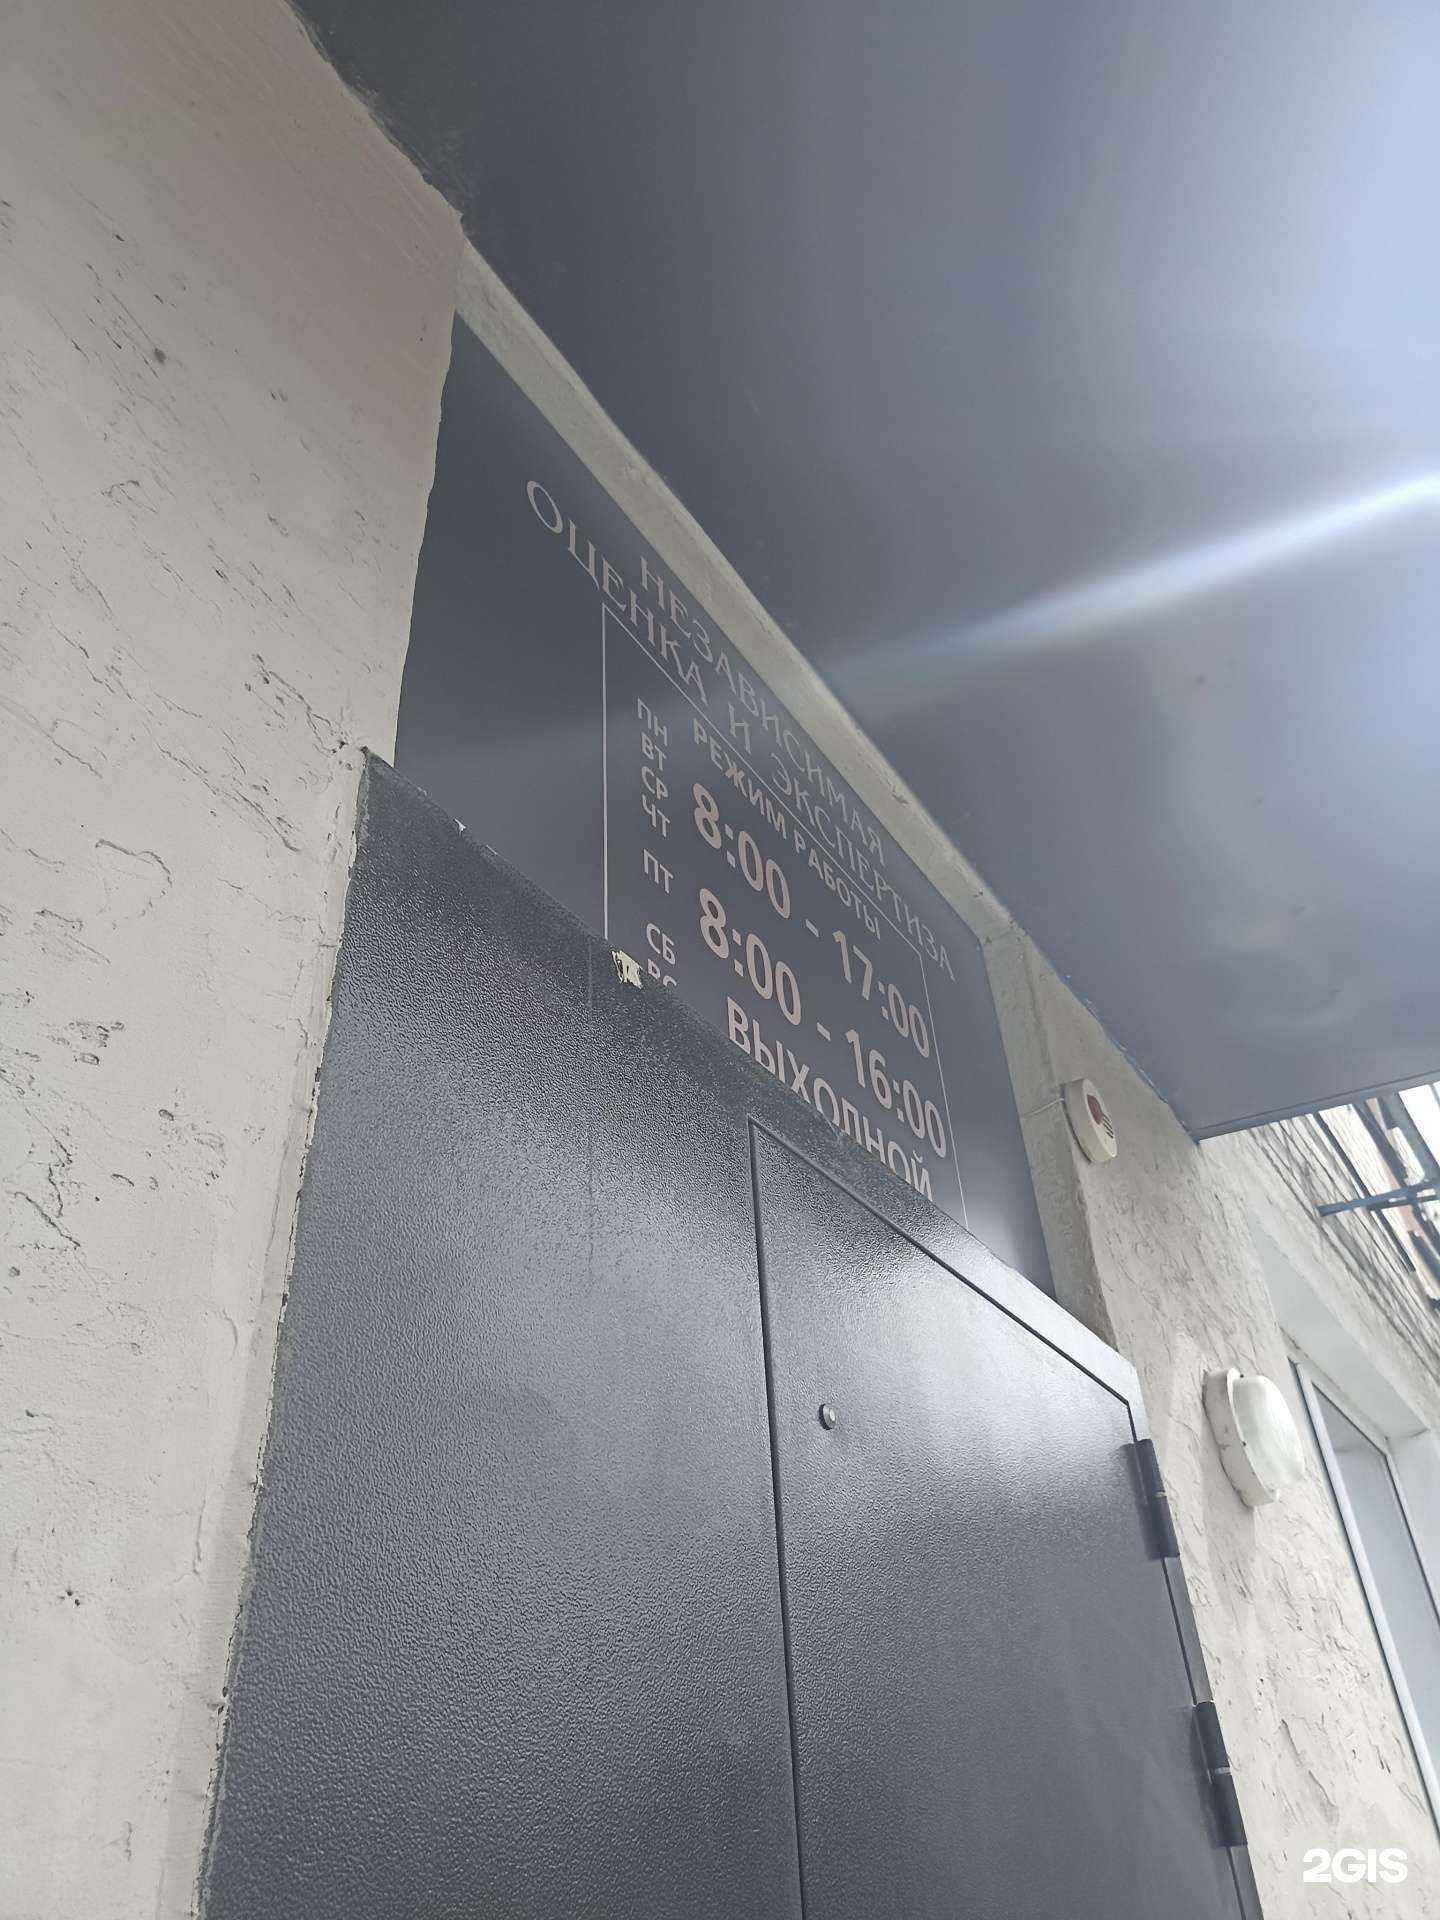 НЕЗАВИСИМАЯ
ОЦЕНКА И ЭКСПЕРТИЗА
РЕЖИМ РАБОТЫ
ПН
ВТ
СР
ЧТ
8:00 - 17:00
ПТ
8:00 - 16:00
СБ
ВС
ВЫХОДНОЙ
2GIS